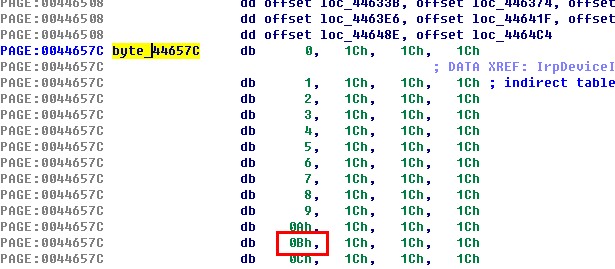 PAGE:00446508 dd offset loc_44633B, offset loc_446374, offset
PAGE:00446508 dd offset loc_4463E6, offset loc_44641F, offset
PAGE:00446508 dd offset loc_44648E, offset loc_4464C4
PAGE:0044657C byte_44657C db 0, 1Ch, 1Ch, 1Ch
PAGE:0044657C ; DATA XREF: IrpDeviceI
PAGE:0044657C db 1, 1Ch, 1Ch, 1Ch ; indirect table
PAGE:0044657C db 2, 1Ch, 1Ch, 1Ch
PAGE:0044657C db 3, 1Ch, 1Ch, 1Ch
PAGE:0044657C db 4, 1Ch, 1Ch, 1Ch
PAGE:0044657C db 5, 1Ch, 1Ch, 1Ch
PAGE:0044657C db 6, 1Ch, 1Ch, 1Ch
PAGE:0044657C db 7, 1Ch, 1Ch, 1Ch
PAGE:0044657C db 8, 1Ch, 1Ch, 1Ch
PAGE:0044657C db 9, 1Ch, 1Ch, 1Ch
PAGE:0044657C db 0Ah, 1Ch, 1Ch, 1Ch
PAGE:0044657C db 0Bh, 1Ch, 1Ch, 1Ch
PAGE:0044657C db 0Ch, 1Ch, 1Ch, 1Ch